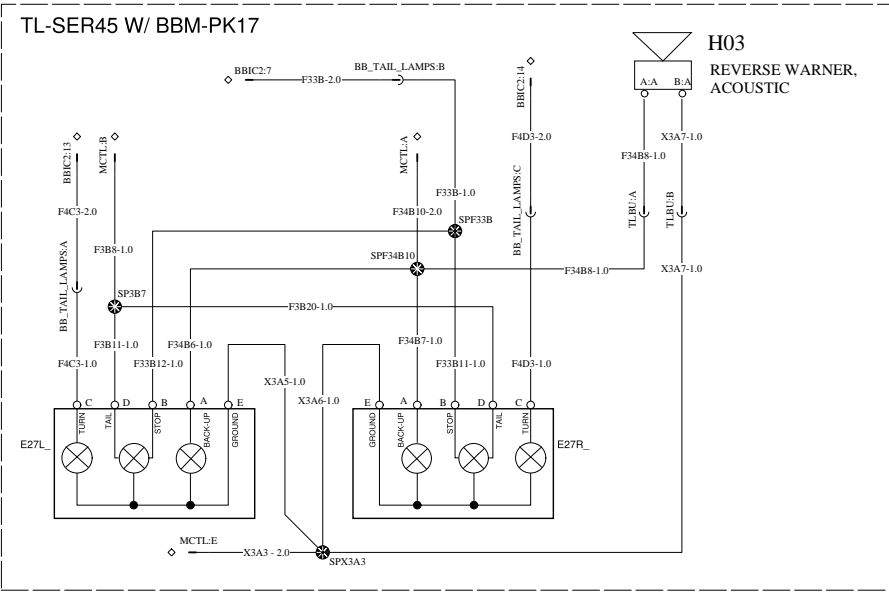 TL-SER45 W/ BBM-PK17
H03
REVERSE WARNER,
ACOUSTIC
A:A
B:A
BBIC2:7
F33B-2.0
BB_TAIL_LAMPS:B
BBIC2:14
BBIC2:13
MCTL:B
MCTL:A
F4D3-2.0
X3A7-1.0
F34B8-1.0
BB_TAIL_LAMPS:C
F33B-1.0
F4C3-2.0
F34B10-2.0
TLBU:A
TLBU:B
SPF33B
F3B8-1.0
BB_TAIL_LAMPS:A
SPF34B10
F34B8-1.0
X3A7-1.0
SP3B7
F3B20-1.0
F3B11-1.0
F34B6-1.0
F34B7-1.0
F4C3-1.0
F33B12-1.0
F33B11-1.0
F4D3-1.0
X3A5-1.0
X3A6-1.0
C
D
B
A
E
E
A
B
D
C
TURN
TAIL
STOP
BACK-UP
GROUND
GROUND
BACK-UP
STOP
TAIL
TURN
E27L_
E27R_
MCTL:E
X3A3 - 2.0
SPX3A3